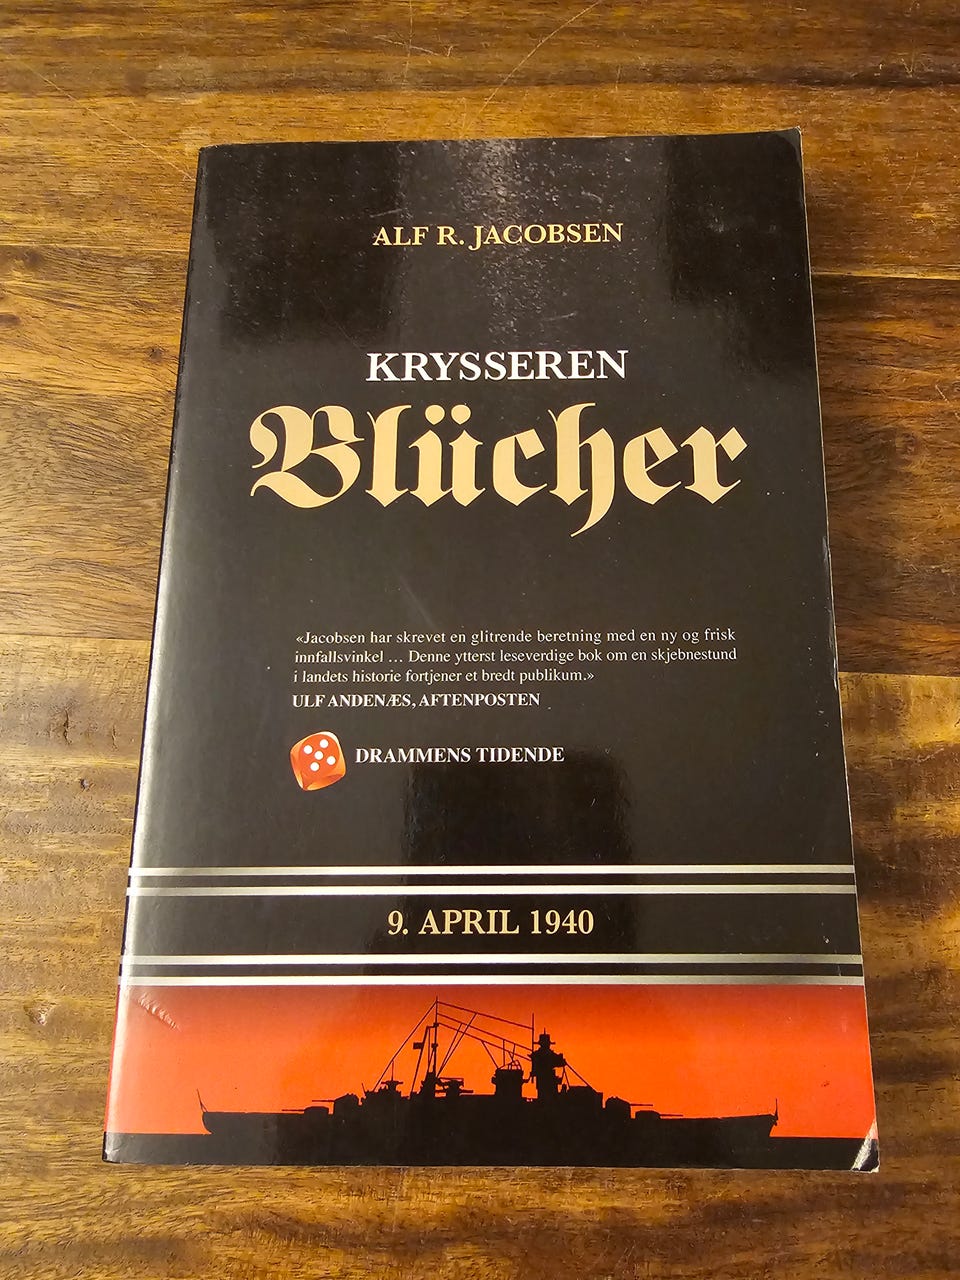 ALF R. JACOBSEN
KRYSSEREN
Blücher
«Jacobsen har skrevet en glitrende beretning med en ny og frisk
innfallsvinkel ... Denne ytterst leseverdige bok om en skjebnestund
i landets historie fortjener et bredt publikum.»
ULF ANDENÆS, AFTENPOSTEN
DRAMMENS TIDENDE
9. APRIL 1940